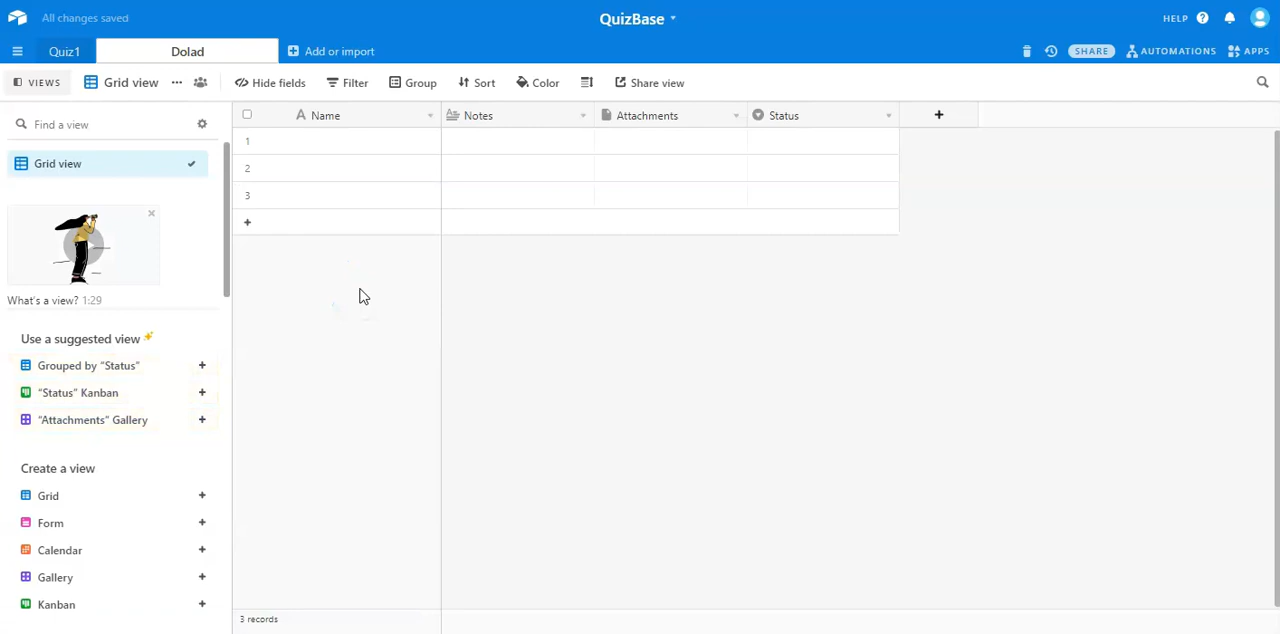 All changes saved
QuizBase
HELP
Quiz1
Dolad
Add or import
SHARE
AUTOMATIONS
APPS
VIEWS
Grid view
Hide fields
Filter
Group
Sort
Color
Share view
Find a view
Name
Notes
Attachments
Status
1
2
3
Grid view
What's a view? 1:29
Use a suggested view
Grouped by “Status”
“Status” Kanban
“Attachments” Gallery
Create a view
Grid
Form
Calendar
Gallery
Kanban
3 records